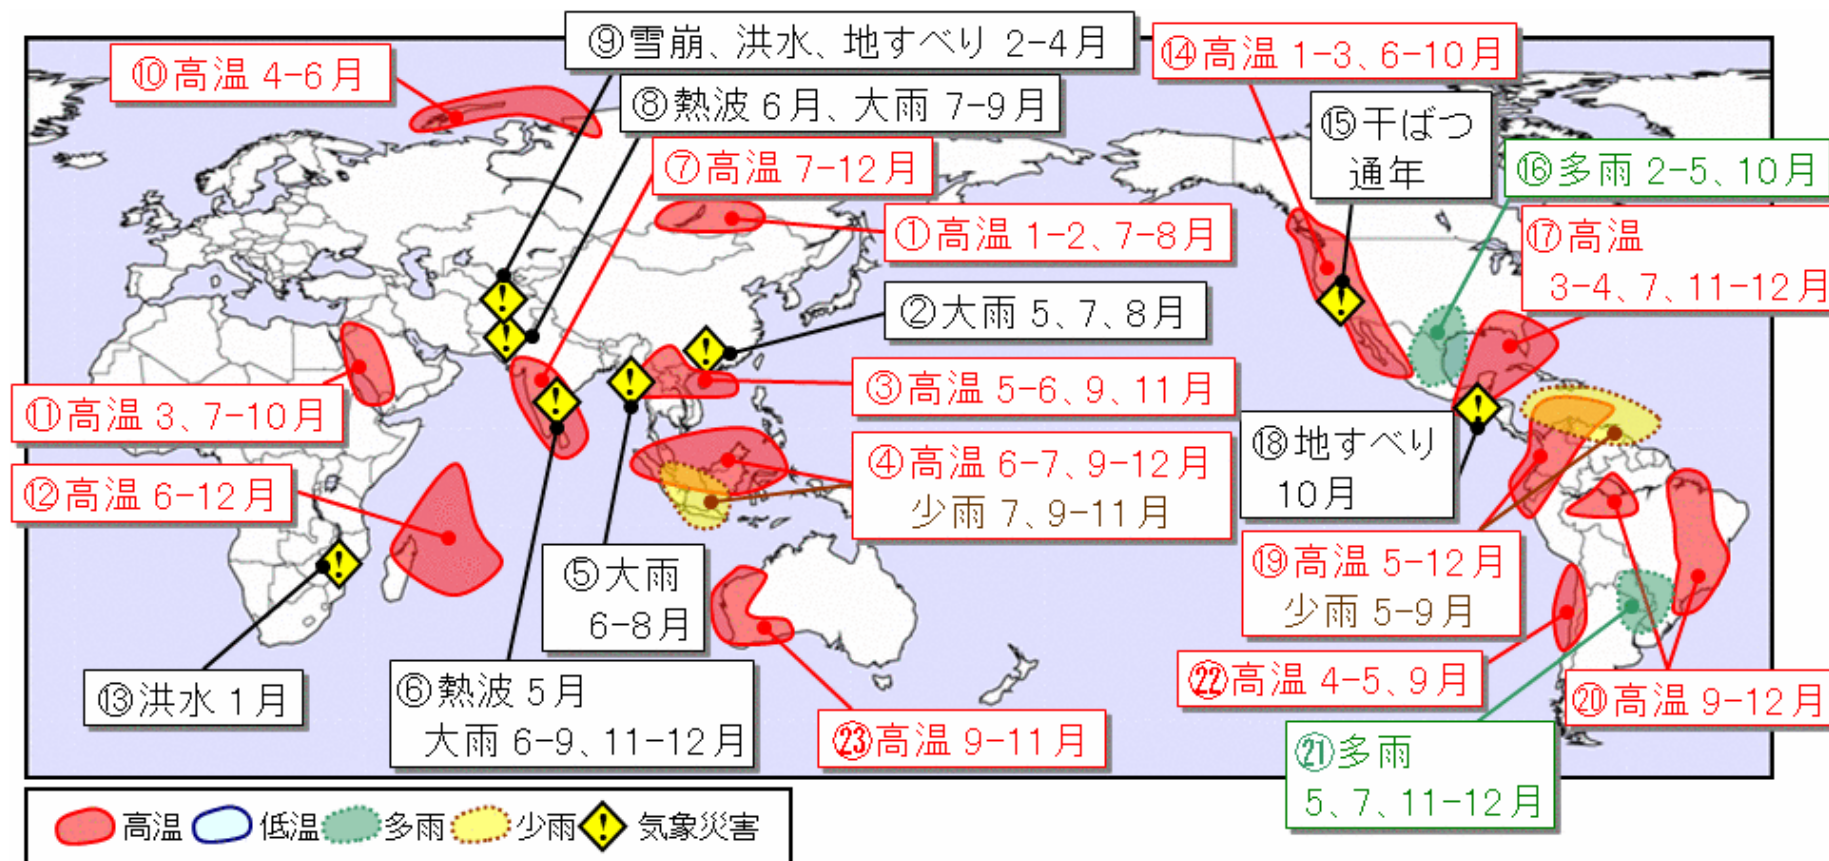 ⑨雪崩、洪水、地すべり 2-4月
⑩高温 4-6月
⑭高温 1-3、6-10月
⑧熱波 6月、大雨 7-9月
⑮干ばつ
通年
⑦高温 7-12月
⑯多雨 2-5、10月
①高温 1-2、7-8月
⑰高温
3-4、7、11-12月
②大雨 5、7、8月
③高温 5-6、9、11月
⑪高温 3、7-10月
⑱地すべり
10月
④高温 6-7、9-12月
少雨 7、9-11月
⑫高温 6-12月
⑤大雨
6-8月
⑲高温 5-12月
少雨 5-9月
⑬洪水 1月
⑥熱波 5月
大雨 6-9、11-12月
㉒高温 4-5、9月
⑳高温 9-12月
㉓高温 9-11月
㉑多雨
5、7、11-12月
高温 低温 多雨 少雨 気象災害